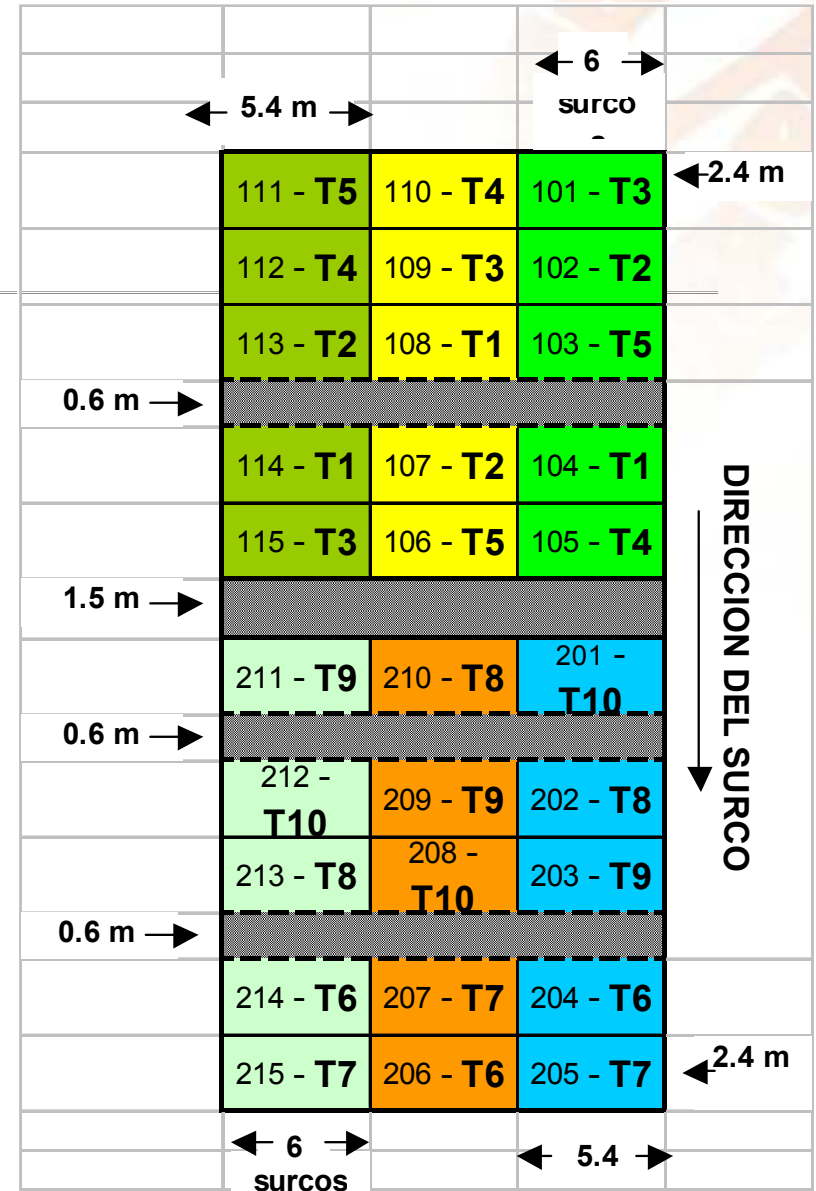 6
surco
5.4 m
2.4 m
111 - T5 110 - T4 101 - T3
112 - T4 109 - T3 102 - T2
113 - T2 108 - T1 103 - T5
0.6 m
114 - T1 107 - T2 104 - T1
115 - T3 106 - T5 105 - T4
1.5 m
211 - T9 210 - T8 201 - T10
0.6 m
212 - T10 209 - T9 202 - T8
213 - T8 208 - T10 203 - T9
0.6 m
214 - T6 207 - T7 204 - T6
215 - T7 206 - T6 205 - T7
2.4 m
DIRECCION DEL SURCO
6
surcos
5.4